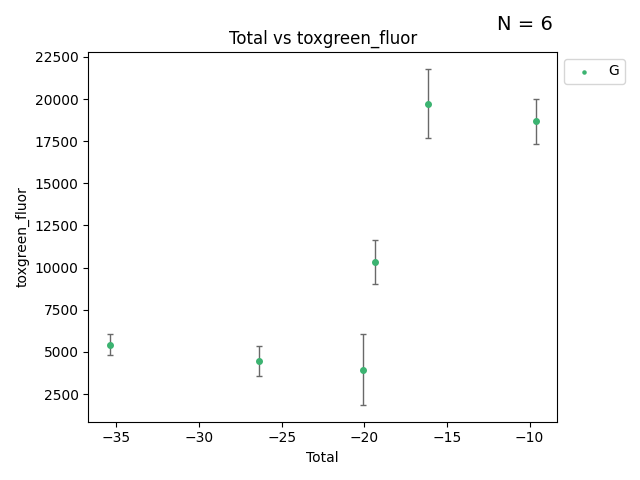 N = 6
Total vs toxgreen_fluor
G
22500
20000
17500
15000
12500
10000
7500
5000
2500
toxgreen_fluor
−35 −30 −25 −20 −15 −10
Total